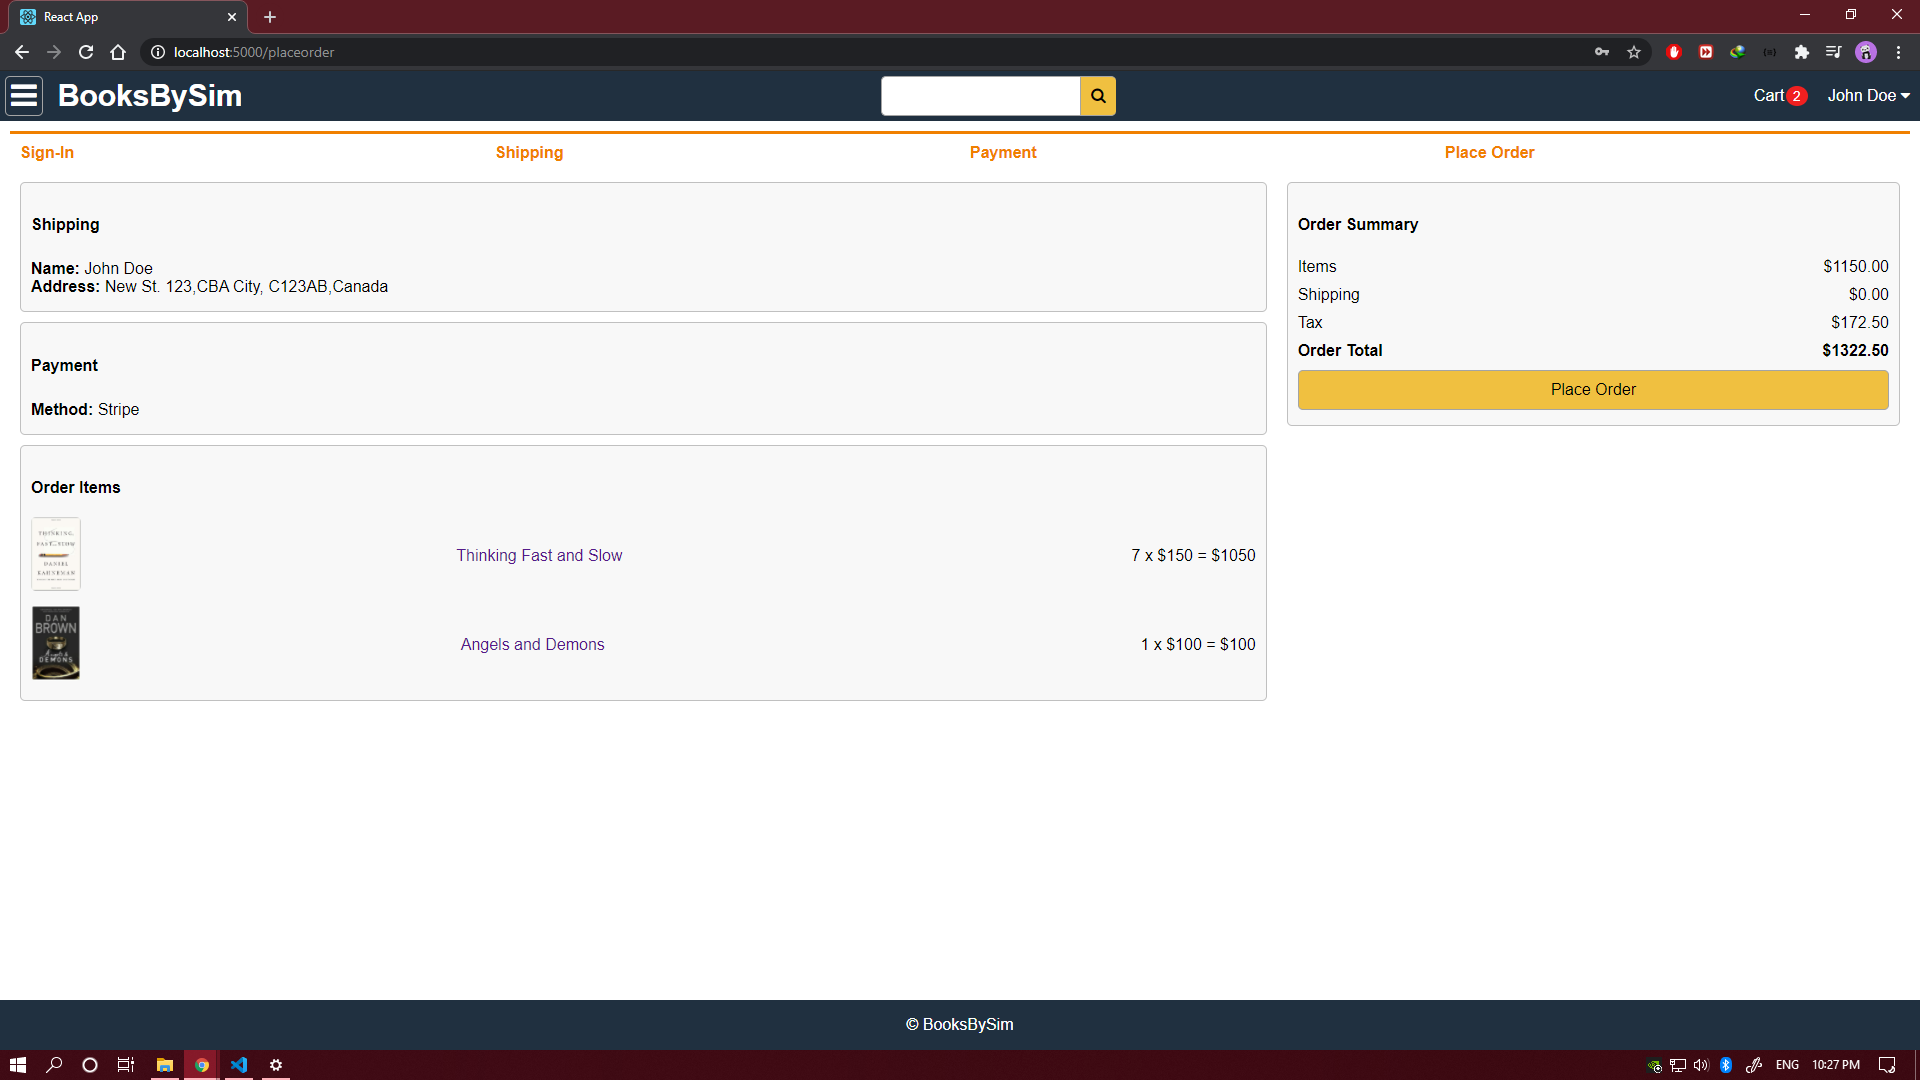 React App
localhost:5000/placeorder
BooksBySim
Cart 2 John Doe
Sign-In Shipping Payment Place Order
Shipping
Name: John Doe
Address: New St. 123,CBA City, C123AB,Canada
Payment
Method: Stripe
Order Items
THINKING,
FAST AND SLOW
DANIEL
KAHNEMAN
Thinking Fast and Slow 7 x $150 = $1050
DAN
BROWN
Angels &
DEMONS
Angels and Demons 1 x $100 = $100
Order Summary
Items $1150.00
Shipping $0.00
Tax $172.50
Order Total $1322.50
Place Order
© BooksBySim
ENG 10:27 PM